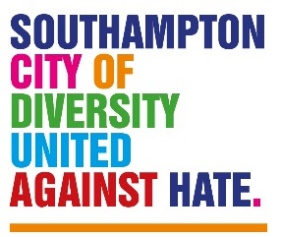 SOUTHAMPTON
CITY OF
DIVERSITY
UNITED
AGAINST HATE.